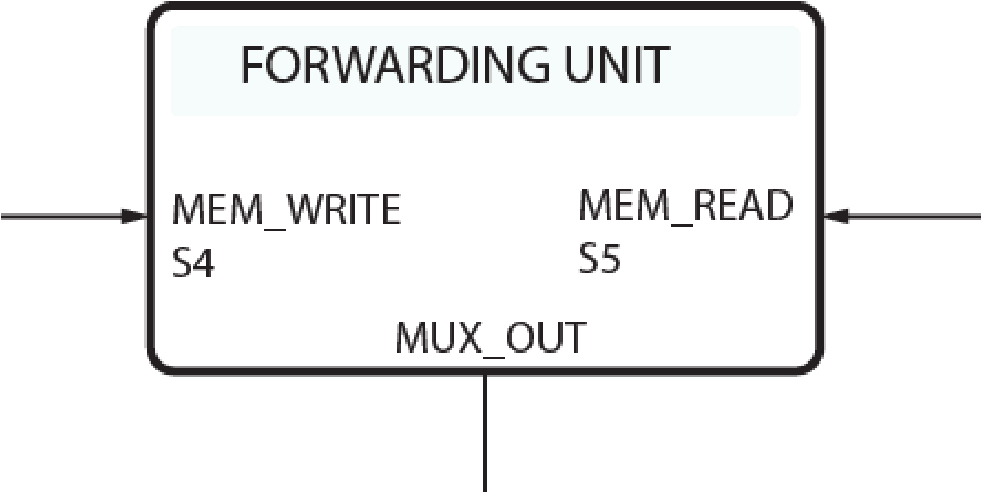 FORWARDING UNIT
MEM_WRITE
S4
MEM_READ
S5
MUX_OUT